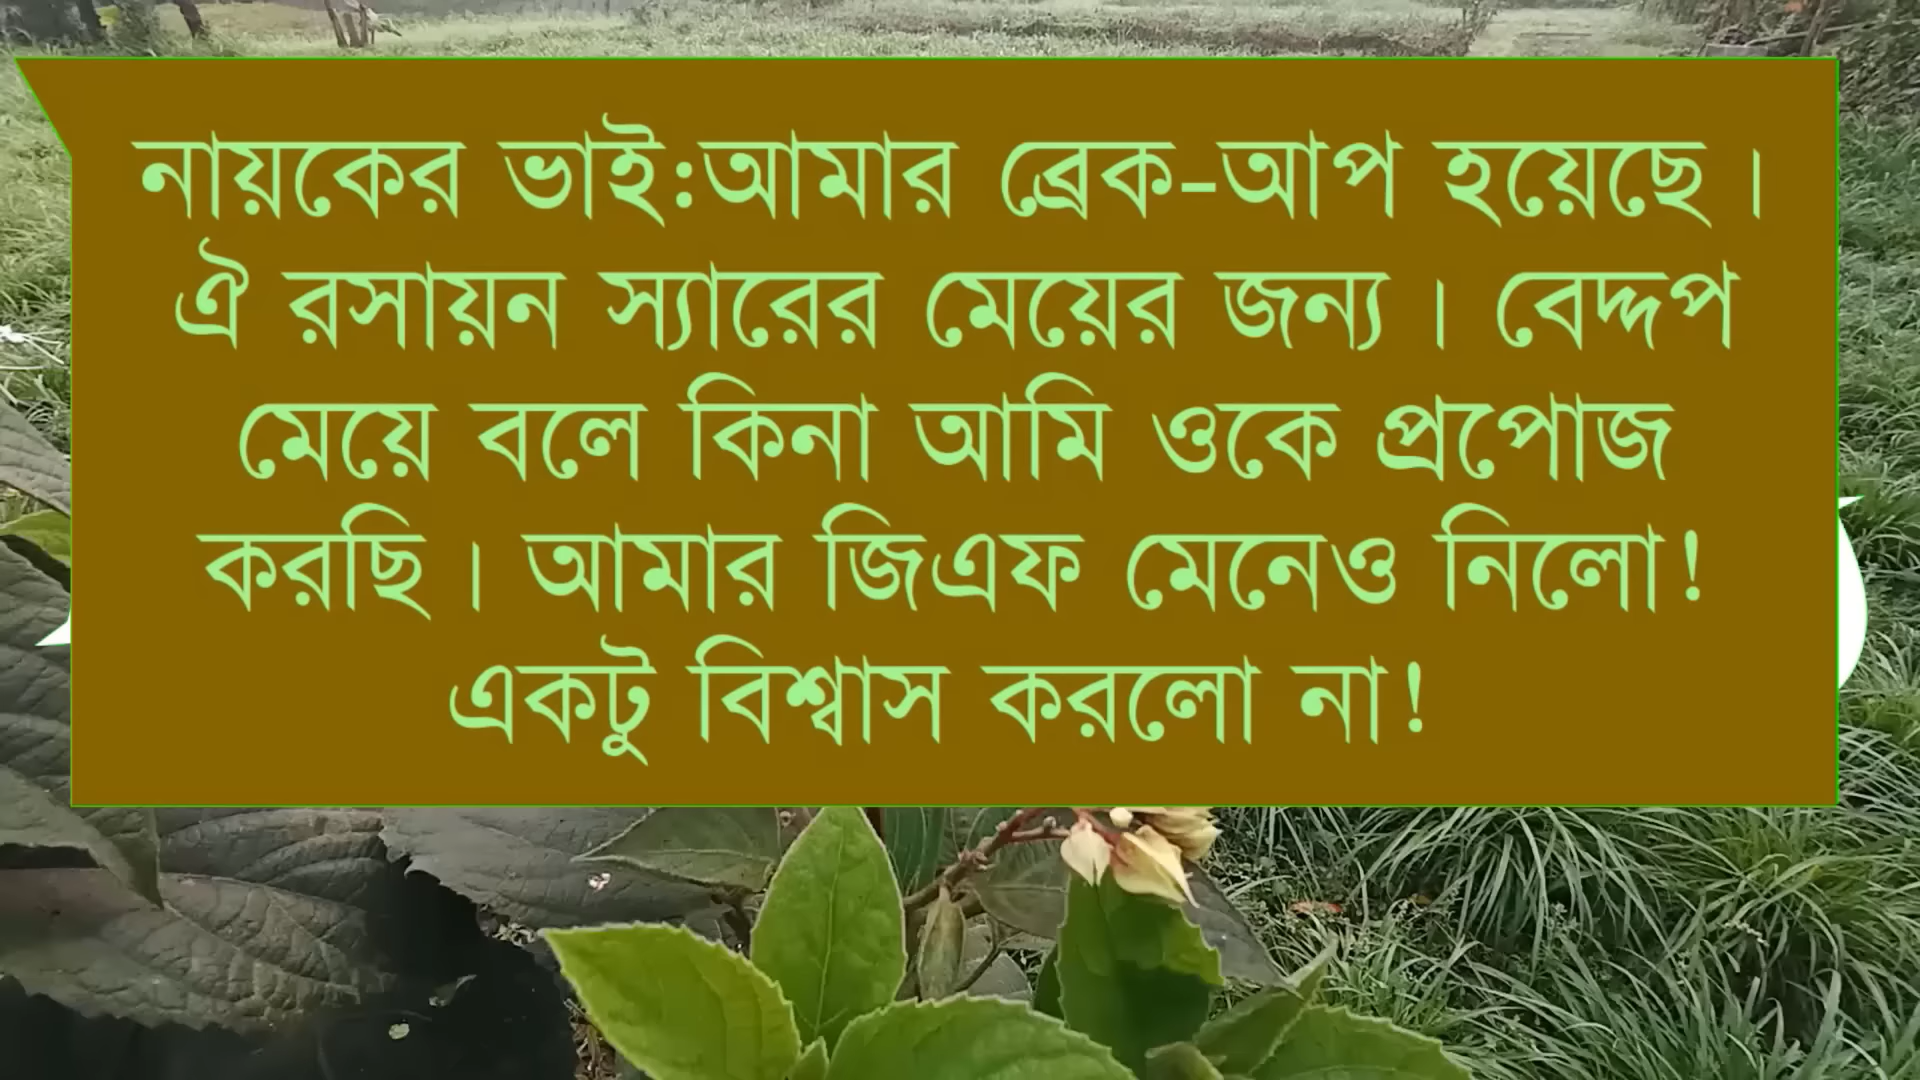 নায়কের ভাই:আমার ব্রেক-আপ হয়েছে।
ঐ রসায়ন স্যারের মেয়ের জন্য। বেদ্দপ
মেয়ে বলে কিনা আমি ওকে প্রপোজ
করছি। আমার জিএফ মেনেও নিলো!
একটু বিশ্বাস করলো না!